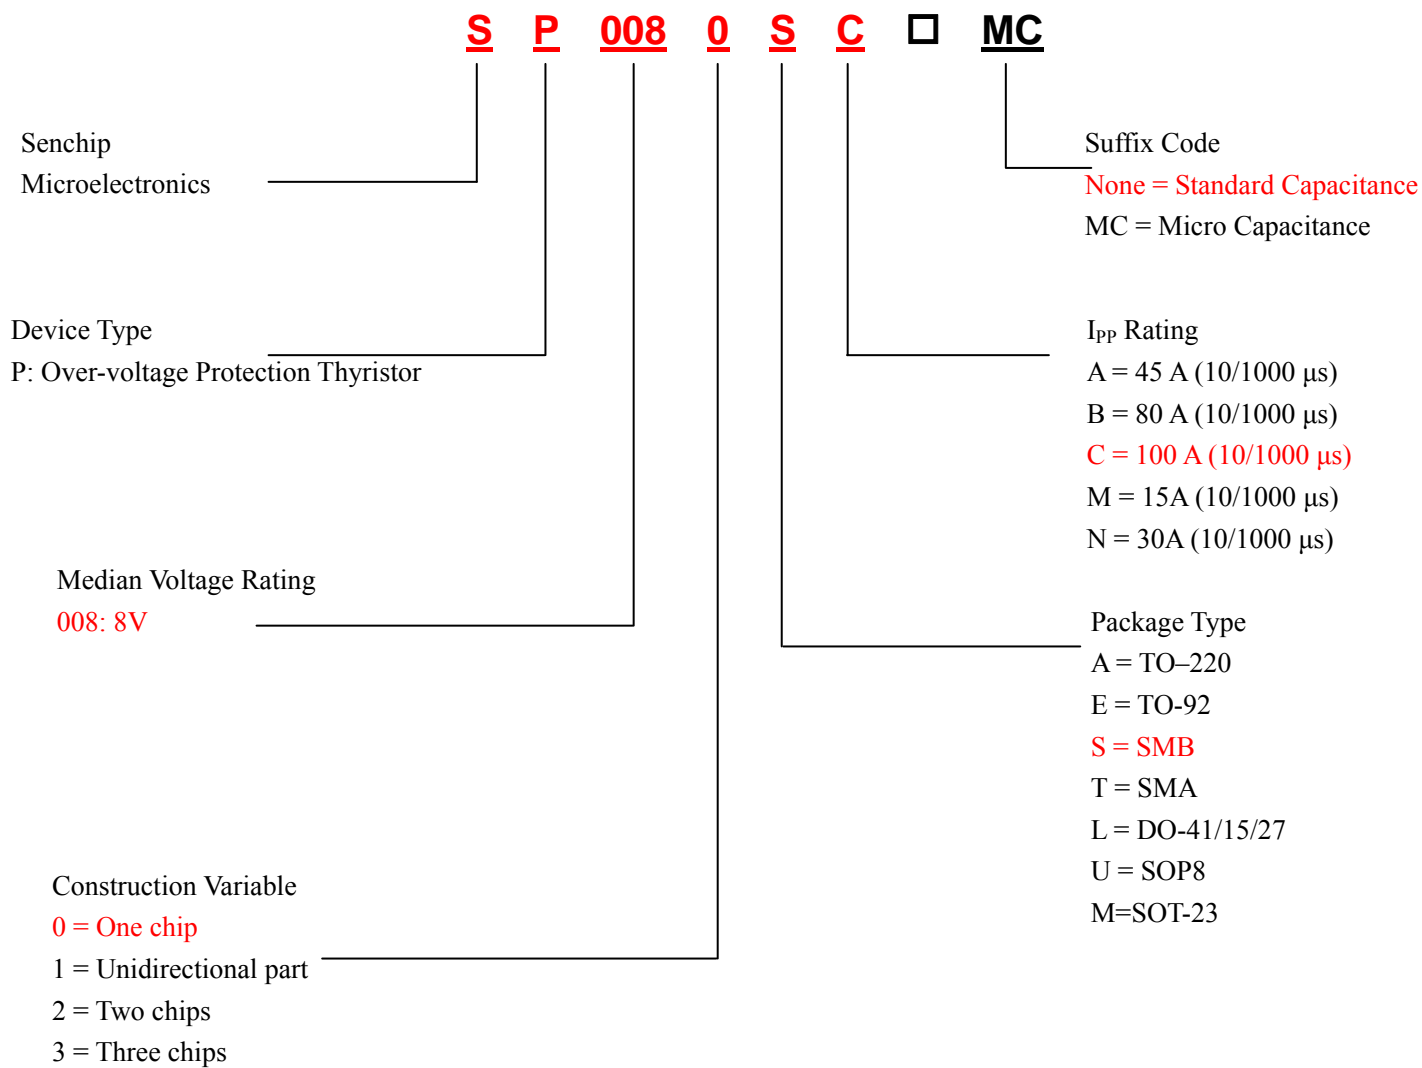 S P 008 0 S C □ MC
Senchip
Microelectronics
Suffix Code
None = Standard Capacitance
MC = Micro Capacitance
Device Type
P: Over-voltage Protection Thyristor
IPP Rating
A = 45 A (10/1000 μs)
B = 80 A (10/1000 μs)
C = 100 A (10/1000 μs)
M = 15A (10/1000 μs)
N = 30A (10/1000 μs)
Median Voltage Rating
008: 8V
Package Type
A = TO–220
E = TO-92
S = SMB
T = SMA
L = DO-41/15/27
U = SOP8
M=SOT-23
Construction Variable
0 = One chip
1 = Unidirectional part
2 = Two chips
3 = Three chips